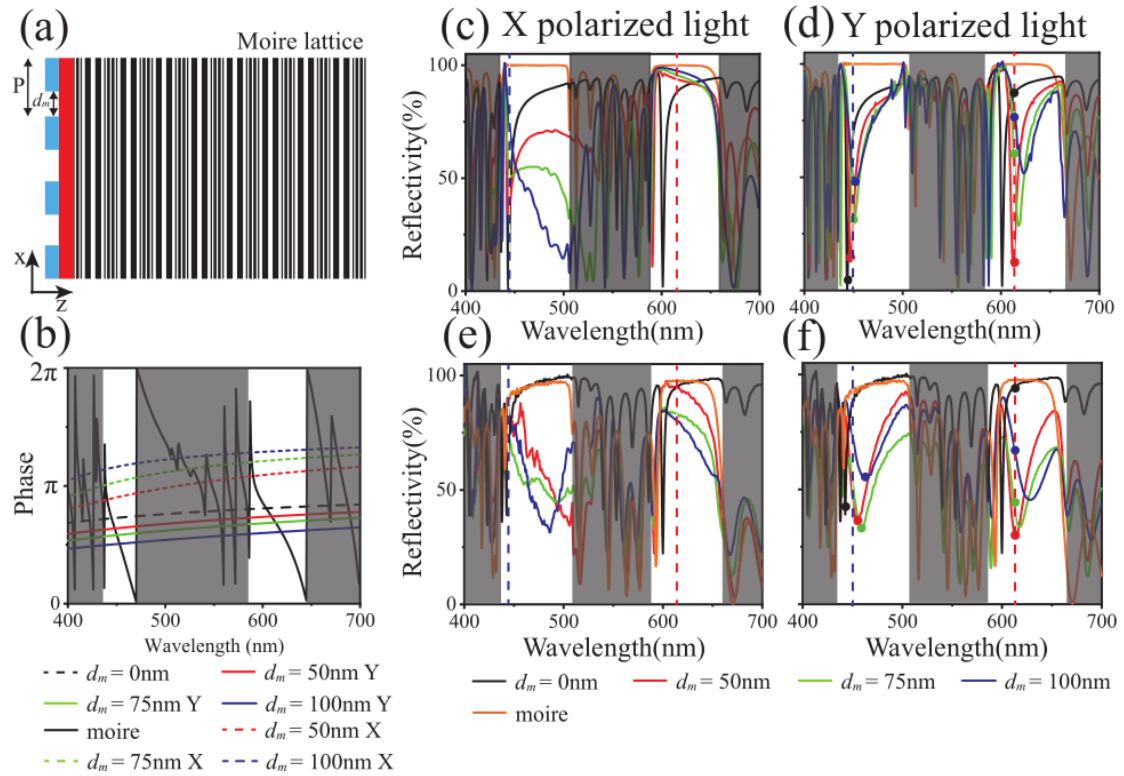 (a)
Moire lattice
P
dm
x
z
(b)
2π
π
0
Phase
400 500 600 700
Wavelength (nm)
dm = 0nm
dm = 50nm Y
dm = 75nm Y
dm = 100nm Y
moire
dm = 50nm X
dm = 75nm X
dm = 100nm X
X polarized light
Y polarized light
(c)
100
50
0
Reflectivity(%)
400 500 600 700
Wavelength(nm)
(d)
100
50
0
Reflectivity(%)
400 500 600 700
Wavelength(nm)
(e)
100
50
0
Reflectivity(%)
400 500 600 700
Wavelength(nm)
(f)
100
50
0
Reflectivity(%)
400 500 600 700
Wavelength(nm)
dm = 0nm
dm = 50nm
dm = 75nm
dm = 100nm
moire